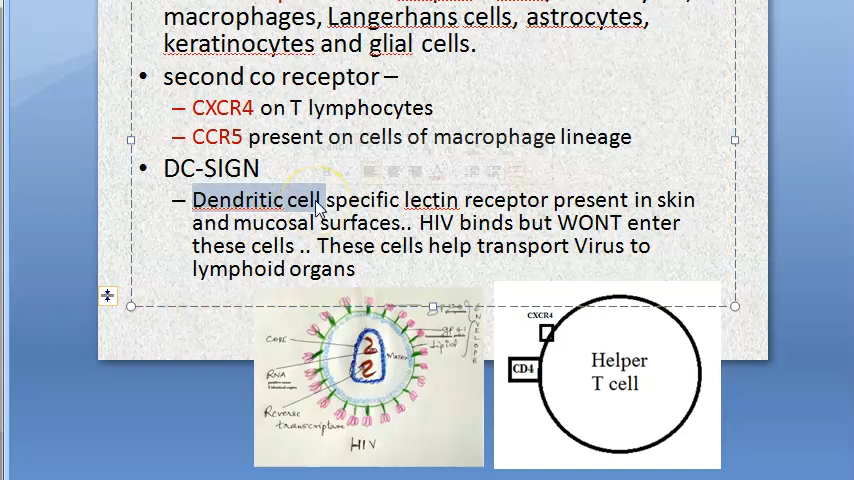 macrophages, Langerhans cells, astrocytes,
keratinocytes and glial cells.
• second co receptor –
– CXCR4 on T lymphocytes
– CCR5 present on cells of macrophage lineage
• DC-SIGN
– Dendritic cell specific lectin receptor present in skin
and mucosal surfaces.. HIV binds but WONT enter
these cells .. These cells help transport Virus to
lymphoid organs
CORE
RNA
Reverse
transcriptase
Matrix
gp 41
lipid
ENVELOPE
HIV
CXCR4
CD4
Helper
T cell